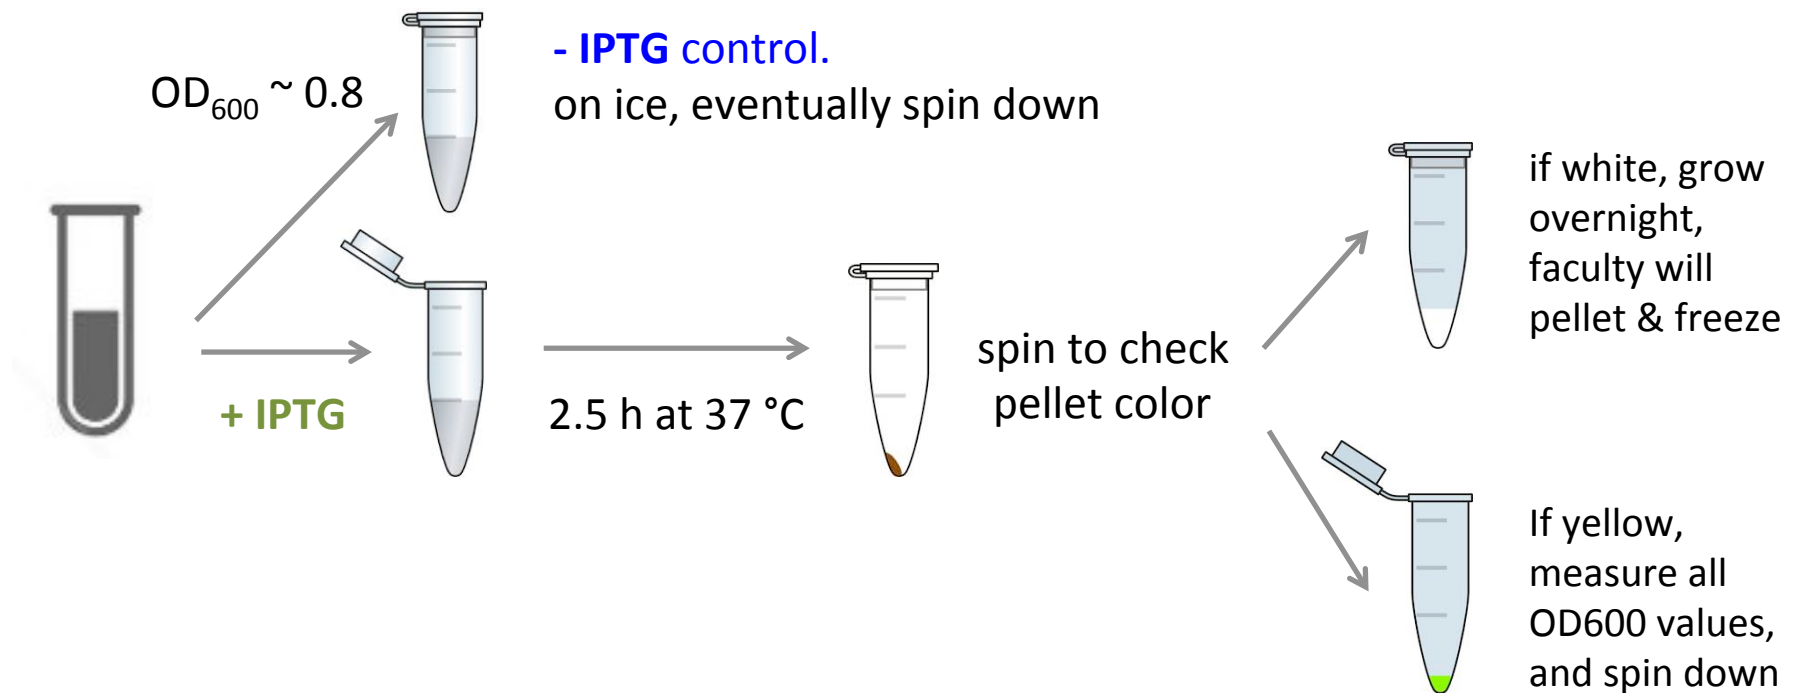 OD₆₀₀ ~ 0.8
- IPTG control.
on ice, eventually spin down
+ IPTG
2.5 h at 37 °C
spin to check
pellet color
if white, grow
overnight,
faculty will
pellet & freeze
If yellow,
measure all
OD600 values,
and spin down